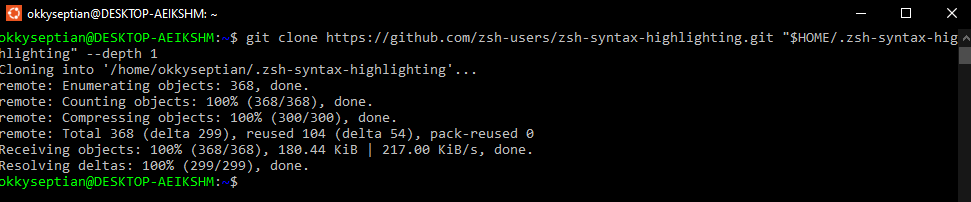 okkyseptian@DESKTOP-AEIKSHM: ~
okkyseptian@DESKTOP-AEIKSHM:~$ git clone https://github.com/zsh-users/zsh-syntax-highlighting.git "$HOME/.zsh-syntax-hig
hlighting" --depth 1
Cloning into '/home/okkyseptian/.zsh-syntax-highlighting'...
remote: Enumerating objects: 368, done.
remote: Counting objects: 100% (368/368), done.
remote: Compressing objects: 100% (300/300), done.
remote: Total 368 (delta 299), reused 104 (delta 54), pack-reused 0
Receiving objects: 100% (368/368), 180.44 KiB | 217.00 KiB/s, done.
Resolving deltas: 100% (299/299), done.
okkyseptian@DESKTOP-AEIKSHM:~$